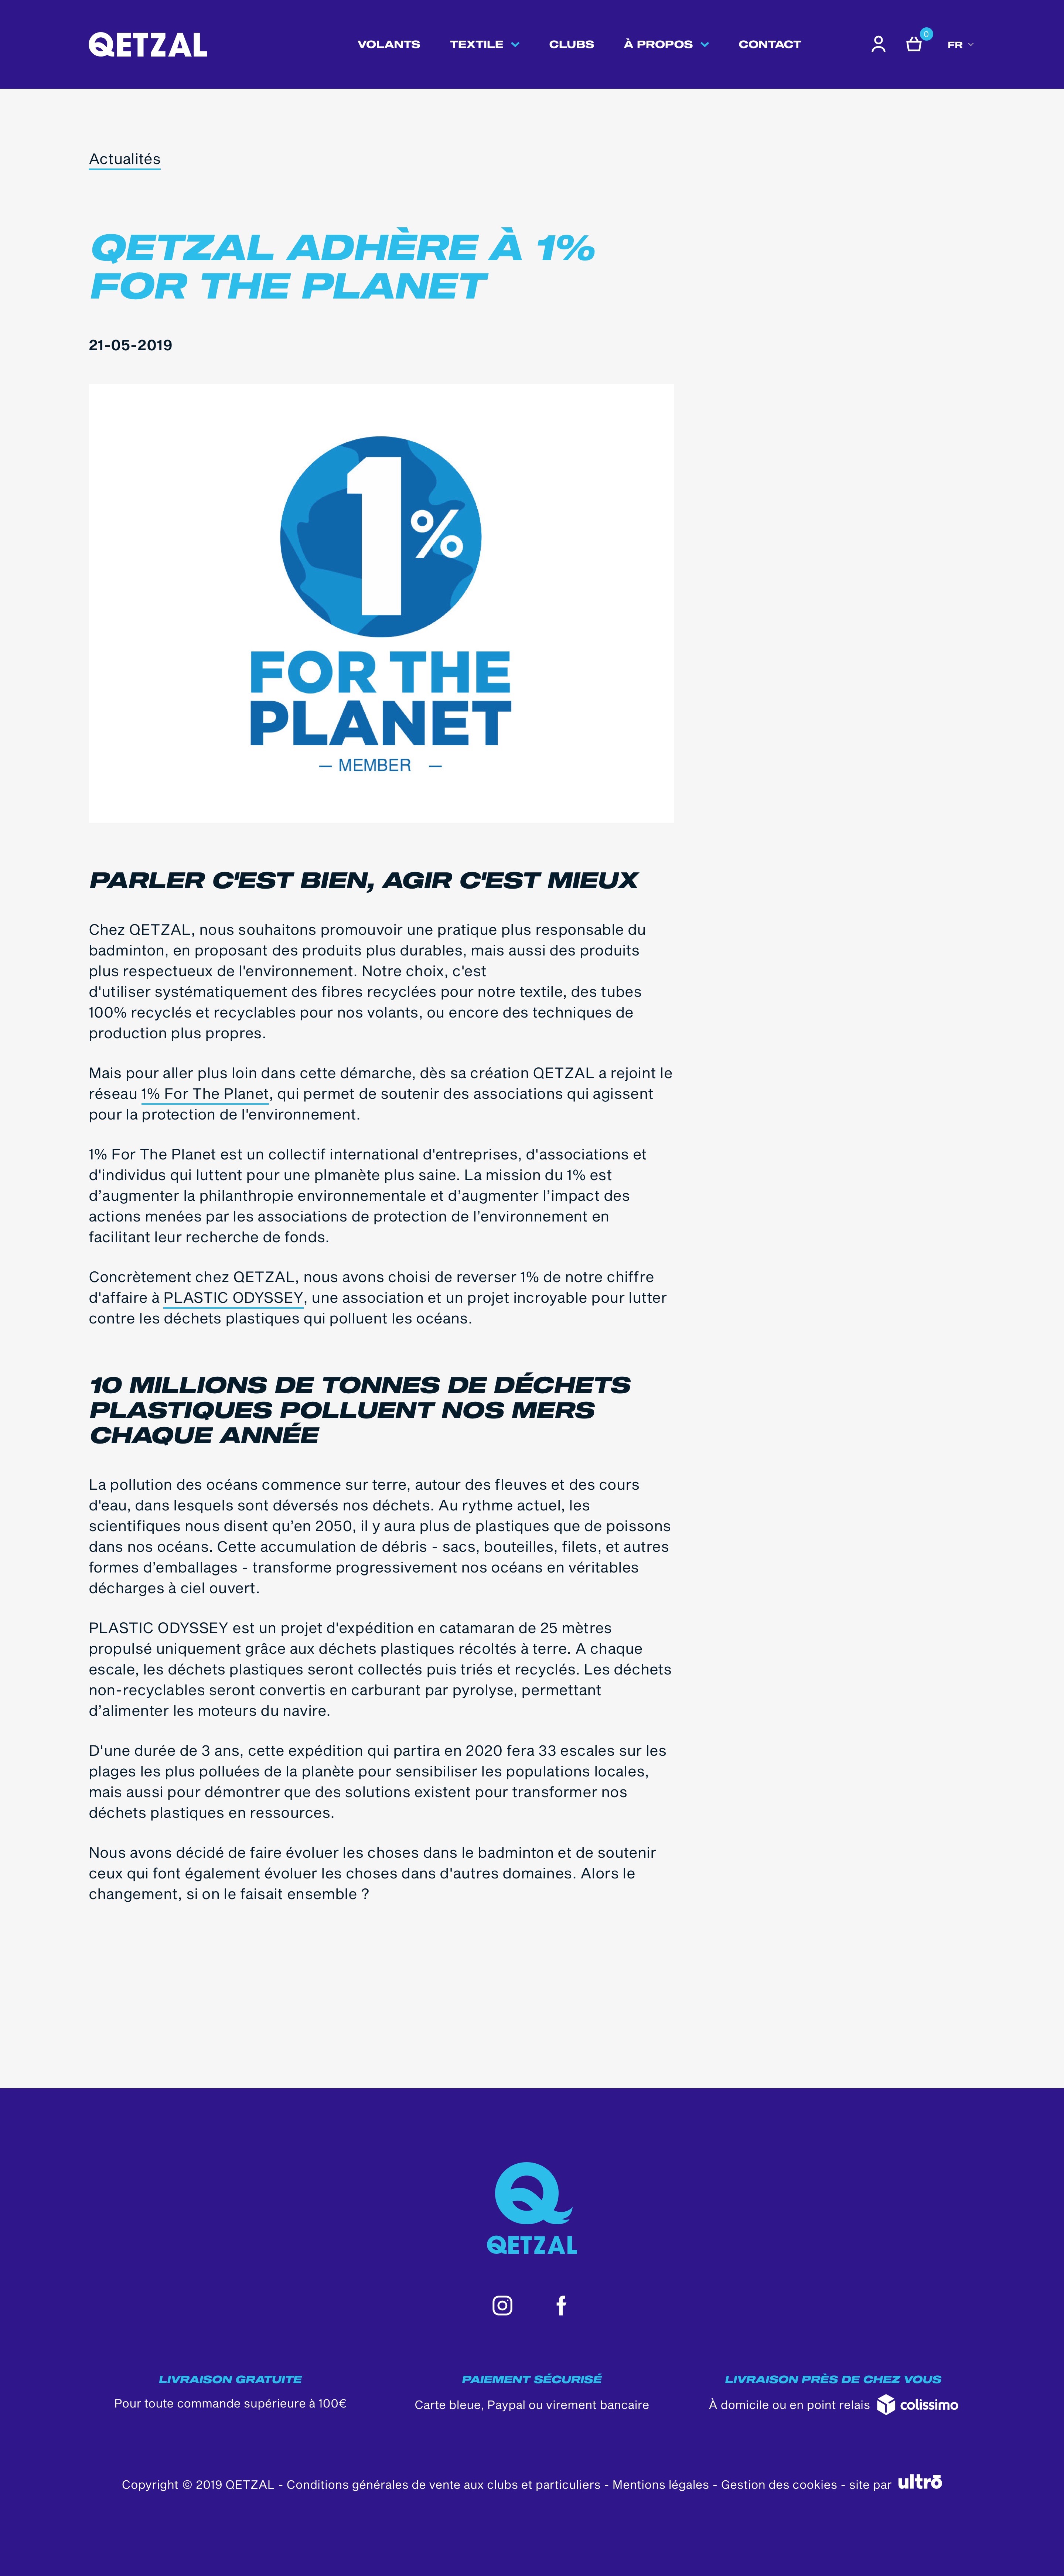 QETZAL
VOLANTS TEXTILE CLUBS À PROPOS CONTACT 0 FR
Actualités
QETZAL ADHÈRE À 1%
FOR THE PLANET
21-05-2019
1%
FOR THE
PLANET
— MEMBER —
PARLER C'EST BIEN, AGIR C'EST MIEUX
Chez QETZAL, nous souhaitons promouvoir une pratique plus responsable du
badminton, en proposant des produits plus durables, mais aussi des produits
plus respectueux de l'environnement. Notre choix, c'est
d'utiliser systématiquement des fibres recyclées pour notre textile, des tubes
100% recyclés et recyclables pour nos volants, ou encore des techniques de
production plus propres.
Mais pour aller plus loin dans cette démarche, dès sa création QETZAL a rejoint le
réseau 1% For The Planet, qui permet de soutenir des associations qui agissent
pour la protection de l'environnement.
1% For The Planet est un collectif international d'entreprises, d'associations et
d'individus qui luttent pour une plmanète plus saine. La mission du 1% est
d’augmenter la philanthropie environnementale et d’augmenter l’impact des
actions menées par les associations de protection de l’environnement en
facilitant leur recherche de fonds.
Concrètement chez QETZAL, nous avons choisi de reverser 1% de notre chiffre
d'affaire à PLASTIC ODYSSEY, une association et un projet incroyable pour lutter
contre les déchets plastiques qui polluent les océans.
10 MILLIONS DE TONNES DE DÉCHETS
PLASTIQUES POLLUENT NOS MERS
CHAQUE ANNÉE
La pollution des océans commence sur terre, autour des fleuves et des cours
d'eau, dans lesquels sont déversés nos déchets. Au rythme actuel, les
scientifiques nous disent qu’en 2050, il y aura plus de plastiques que de poissons
dans nos océans. Cette accumulation de débris - sacs, bouteilles, filets, et autres
formes d’emballages - transforme progressivement nos océans en véritables
décharges à ciel ouvert.
PLASTIC ODYSSEY est un projet d'expédition en catamaran de 25 mètres
propulsé uniquement grâce aux déchets plastiques récoltés à terre. A chaque
escale, les déchets plastiques seront collectés puis triés et recyclés. Les déchets
non-recyclables seront convertis en carburant par pyrolyse, permettant
d’alimenter les moteurs du navire.
D'une durée de 3 ans, cette expédition qui partira en 2020 fera 33 escales sur les
plages les plus polluées de la planète pour sensibiliser les populations locales,
mais aussi pour démontrer que des solutions existent pour transformer nos
déchets plastiques en ressources.
Nous avons décidé de faire évoluer les choses dans le badminton et de soutenir
ceux qui font également évoluer les choses dans d'autres domaines. Alors le
changement, si on le faisait ensemble ?
QETZAL
LIVRAISON GRATUITE
Pour toute commande supérieure à 100€
PAIEMENT SÉCURISÉ
Carte bleue, Paypal ou virement bancaire
LIVRAISON PRÈS DE CHEZ VOUS
À domicile ou en point relais colissimo
Copyright © 2019 QETZAL - Conditions générales de vente aux clubs et particuliers - Mentions légales - Gestion des cookies - site par ultrō